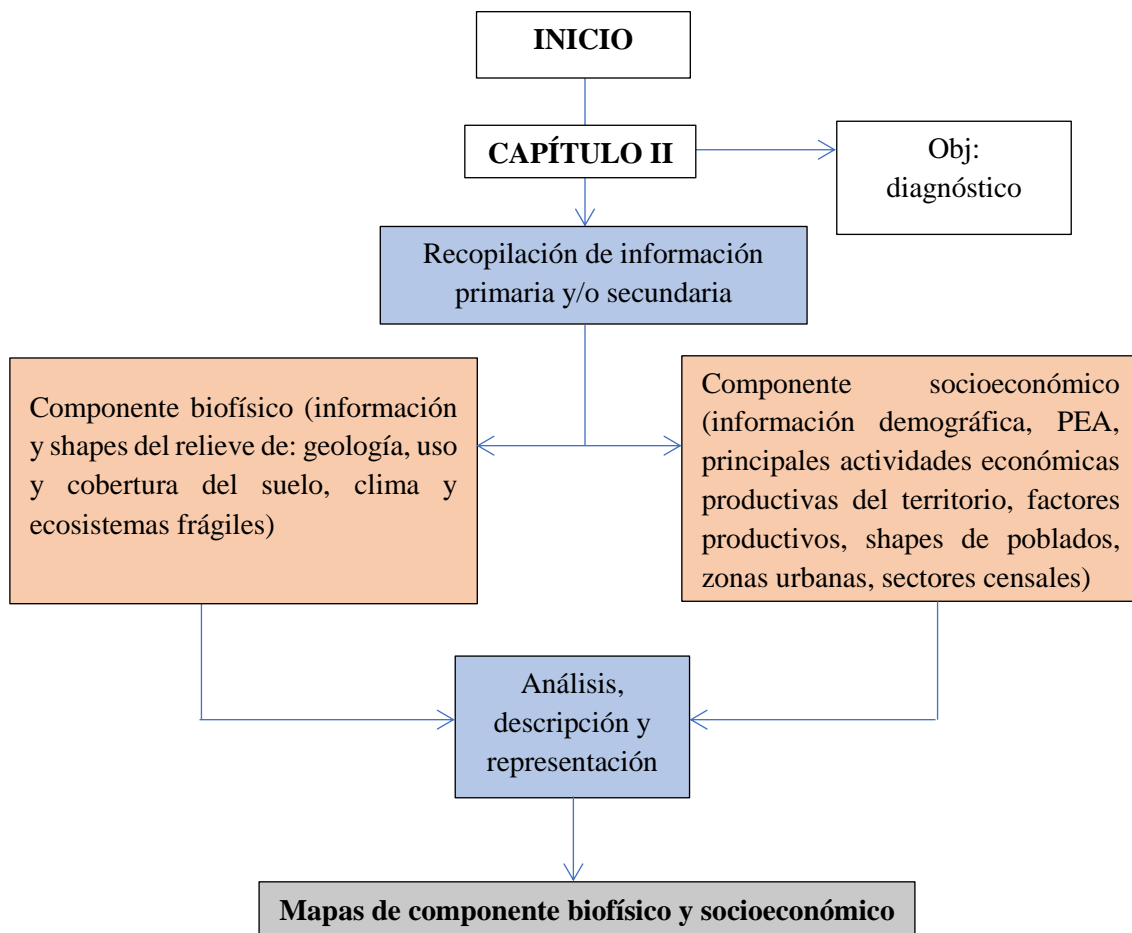 INICIO
CAPÍTULO II
Obj:
diagnóstico
Recopilación de información
primaria y/o secundaria
Componente biofísico (información
y shapes del relieve de: geología, uso
y cobertura del suelo, clima y
ecosistemas frágiles)
Componente socioeconómico
(información demográfica, PEA,
principales actividades económicas
productivas del territorio, factores
productivos, shapes de poblados,
zonas urbanas, sectores censales)
Análisis,
descripción y
representación
Mapas de componente biofísico y socioeconómico